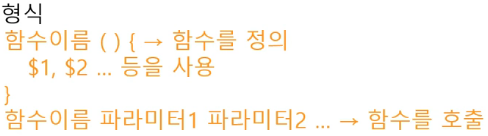 형식
함수이름 ( ) { → 함수를 정의
$1, $2 ... 등을 사용
}
함수이름 파라미터1 파라미터2 ... → 함수를 호출